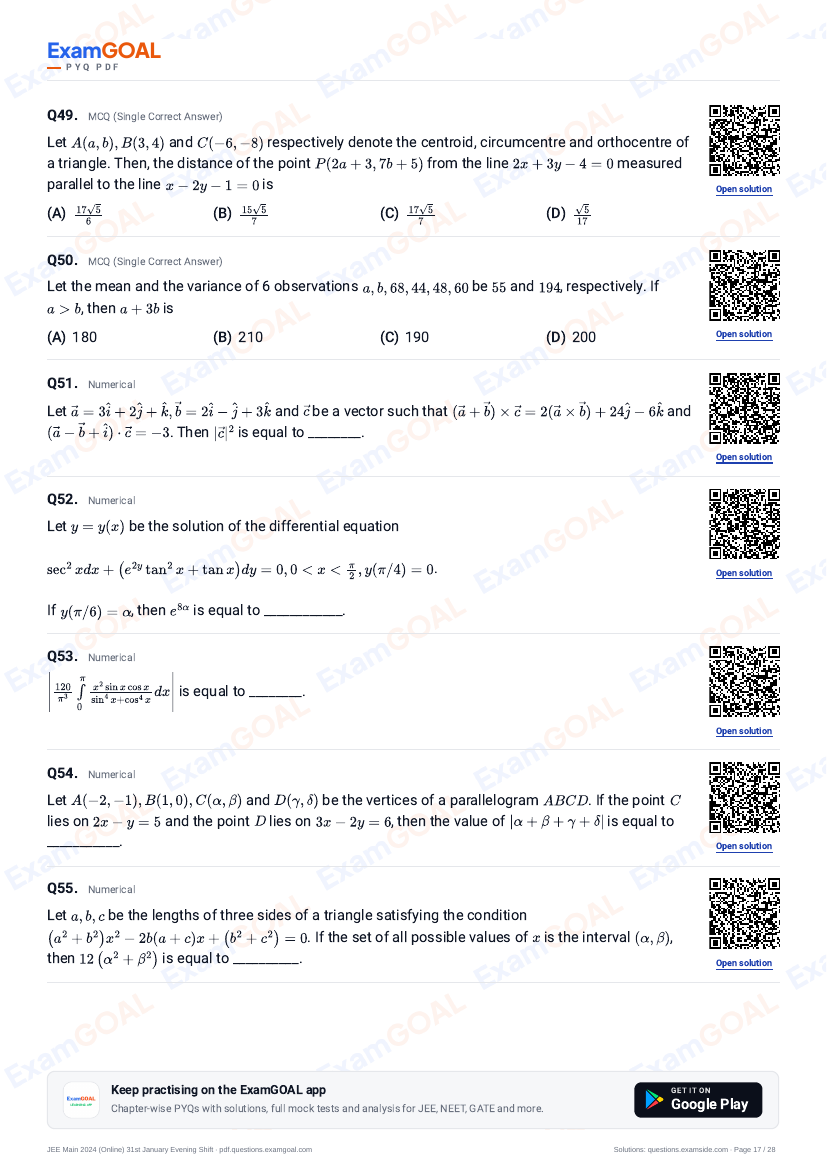 ExamGOAL
PYQ PDF
Q49. MCQ (Single Correct Answer)
Let A(a, b), B(3, 4) and C(−6, −8) respectively denote the centroid, circumcentre and orthocentre of
a triangle. Then, the distance of the point P(2a + 3, 7b + 5) from the line 2x + 3y − 4 = 0 measured
parallel to the line x − 2y − 1 = 0 is
(A) 17√5/6 (B) 15√5/7 (C) 17√5/7 (D) √5/17
Open solution
Q50. MCQ (Single Correct Answer)
Let the mean and the variance of 6 observations a, b, 68, 44, 48, 60 be 55 and 194, respectively. If
a > b, then a + 3b is
(A) 180 (B) 210 (C) 190 (D) 200
Open solution
Q51. Numerical
Let a⃗ = 3î + 2ĵ + k̂, b⃗ = 2î − ĵ + 3k̂ and c⃗ be a vector such that (a⃗ + b⃗) × c⃗ = 2(a⃗ × b⃗) + 24ĵ − 6k̂ and
(a⃗ − b⃗ + î) · c⃗ = −3. Then |c⃗|² is equal to ________.
Open solution
Q52. Numerical
Let y = y(x) be the solution of the differential equation
sec² xdx + (e^{2y} tan² x + tan x)dy = 0, 0 < x < π/2, y(π/4) = 0.
If y(π/6) = α, then e^{8α} is equal to ____________.
Open solution
Q53. Numerical
|120/π³ ∫₀^π x² sin x cos x / (sin⁴ x+cos⁴ x) dx| is equal to ________.
Open solution
Q54. Numerical
Let A(−2, −1), B(1, 0), C(α, β) and D(γ, δ) be the vertices of a parallelogram ABCD. If the point C
lies on 2x − y = 5 and the point D lies on 3x − 2y = 6, then the value of |α + β + γ + δ| is equal to
___________.
Open solution
Q55. Numerical
Let a, b, c be the lengths of three sides of a triangle satisfying the condition
(a² + b²)x² − 2b(a + c)x + (b² + c²) = 0. If the set of all possible values of x is the interval (α, β),
then 12 (α² + β²) is equal to __________.
Open solution
Keep practising on the ExamGOAL app
Chapter-wise PYQs with solutions, full mock tests and analysis for JEE, NEET, GATE and more.
GET IT ON
Google Play
JEE Main 2024 (Online) 31st January Evening Shift · pdf.questions.examgoal.com
Solutions: questions.examside.com · Page 17 / 28